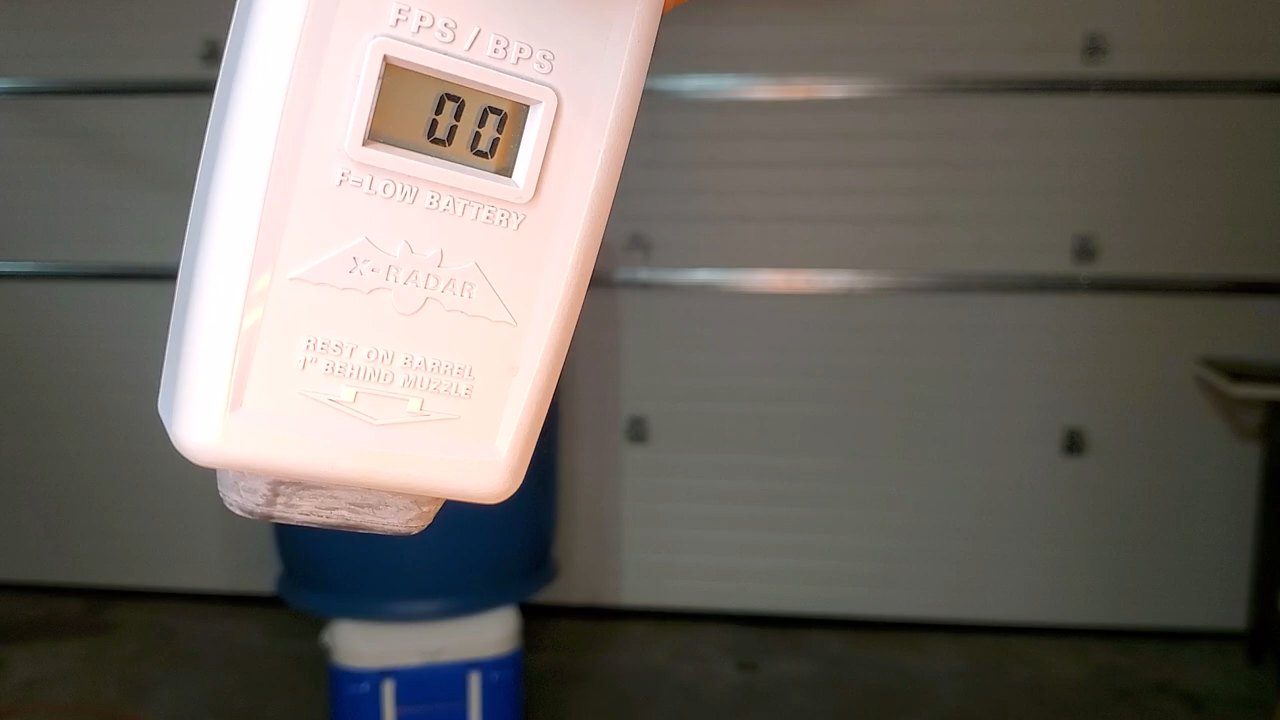 FPS / BPS
00
F=LOW BATTERY
X-RADAR
REST ON BARREL
1" BEHIND MUZZLE